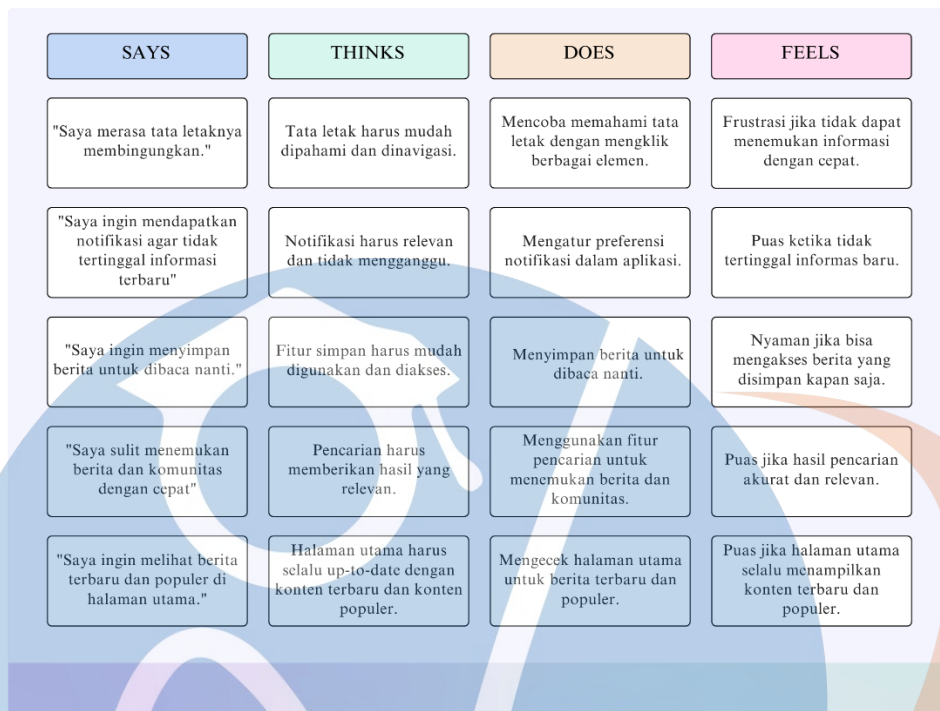 SAYS
THINKS
DOES
FEELS
"Saya merasa tata letaknya
membingungkan."
Tata letak harus mudah
dipahami dan dinavigasi.
Mencoba memahami tata
letak dengan mengklik
berbagai elemen.
Frustrasi jika tidak dapat
menemukan informasi
dengan cepat.
"Saya ingin mendapatkan
notifikasi agar tidak
tertinggal informasi
terbaru"
Notifikasi harus relevan
dan tidak mengganggu.
Mengatur preferensi
notifikasi dalam aplikasi.
Puas ketika tidak
tertinggal informas baru.
"Saya ingin menyimpan
berita untuk dibaca nanti."
Fitur simpan harus mudah
digunakan dan diakses.
Menyimpan berita untuk
dibaca nanti.
Nyaman jika bisa
mengakses berita yang
disimpan kapan saja.
"Saya sulit menemukan
berita dan komunitas
dengan cepat"
Pencarian harus
memberikan hasil yang
relevan.
Menggunakan fitur
pencarian untuk
menemukan berita dan
komunitas.
Puas jika hasil pencarian
akurat dan relevan.
"Saya ingin melihat berita
terbaru dan populer di
halaman utama."
Halaman utama harus
selalu up-to-date dengan
konten terbaru dan konten
populer.
Mengecek halaman utama
untuk berita terbaru dan
populer.
Puas jika halaman utama
selalu menampilkan
konten terbaru dan
populer.